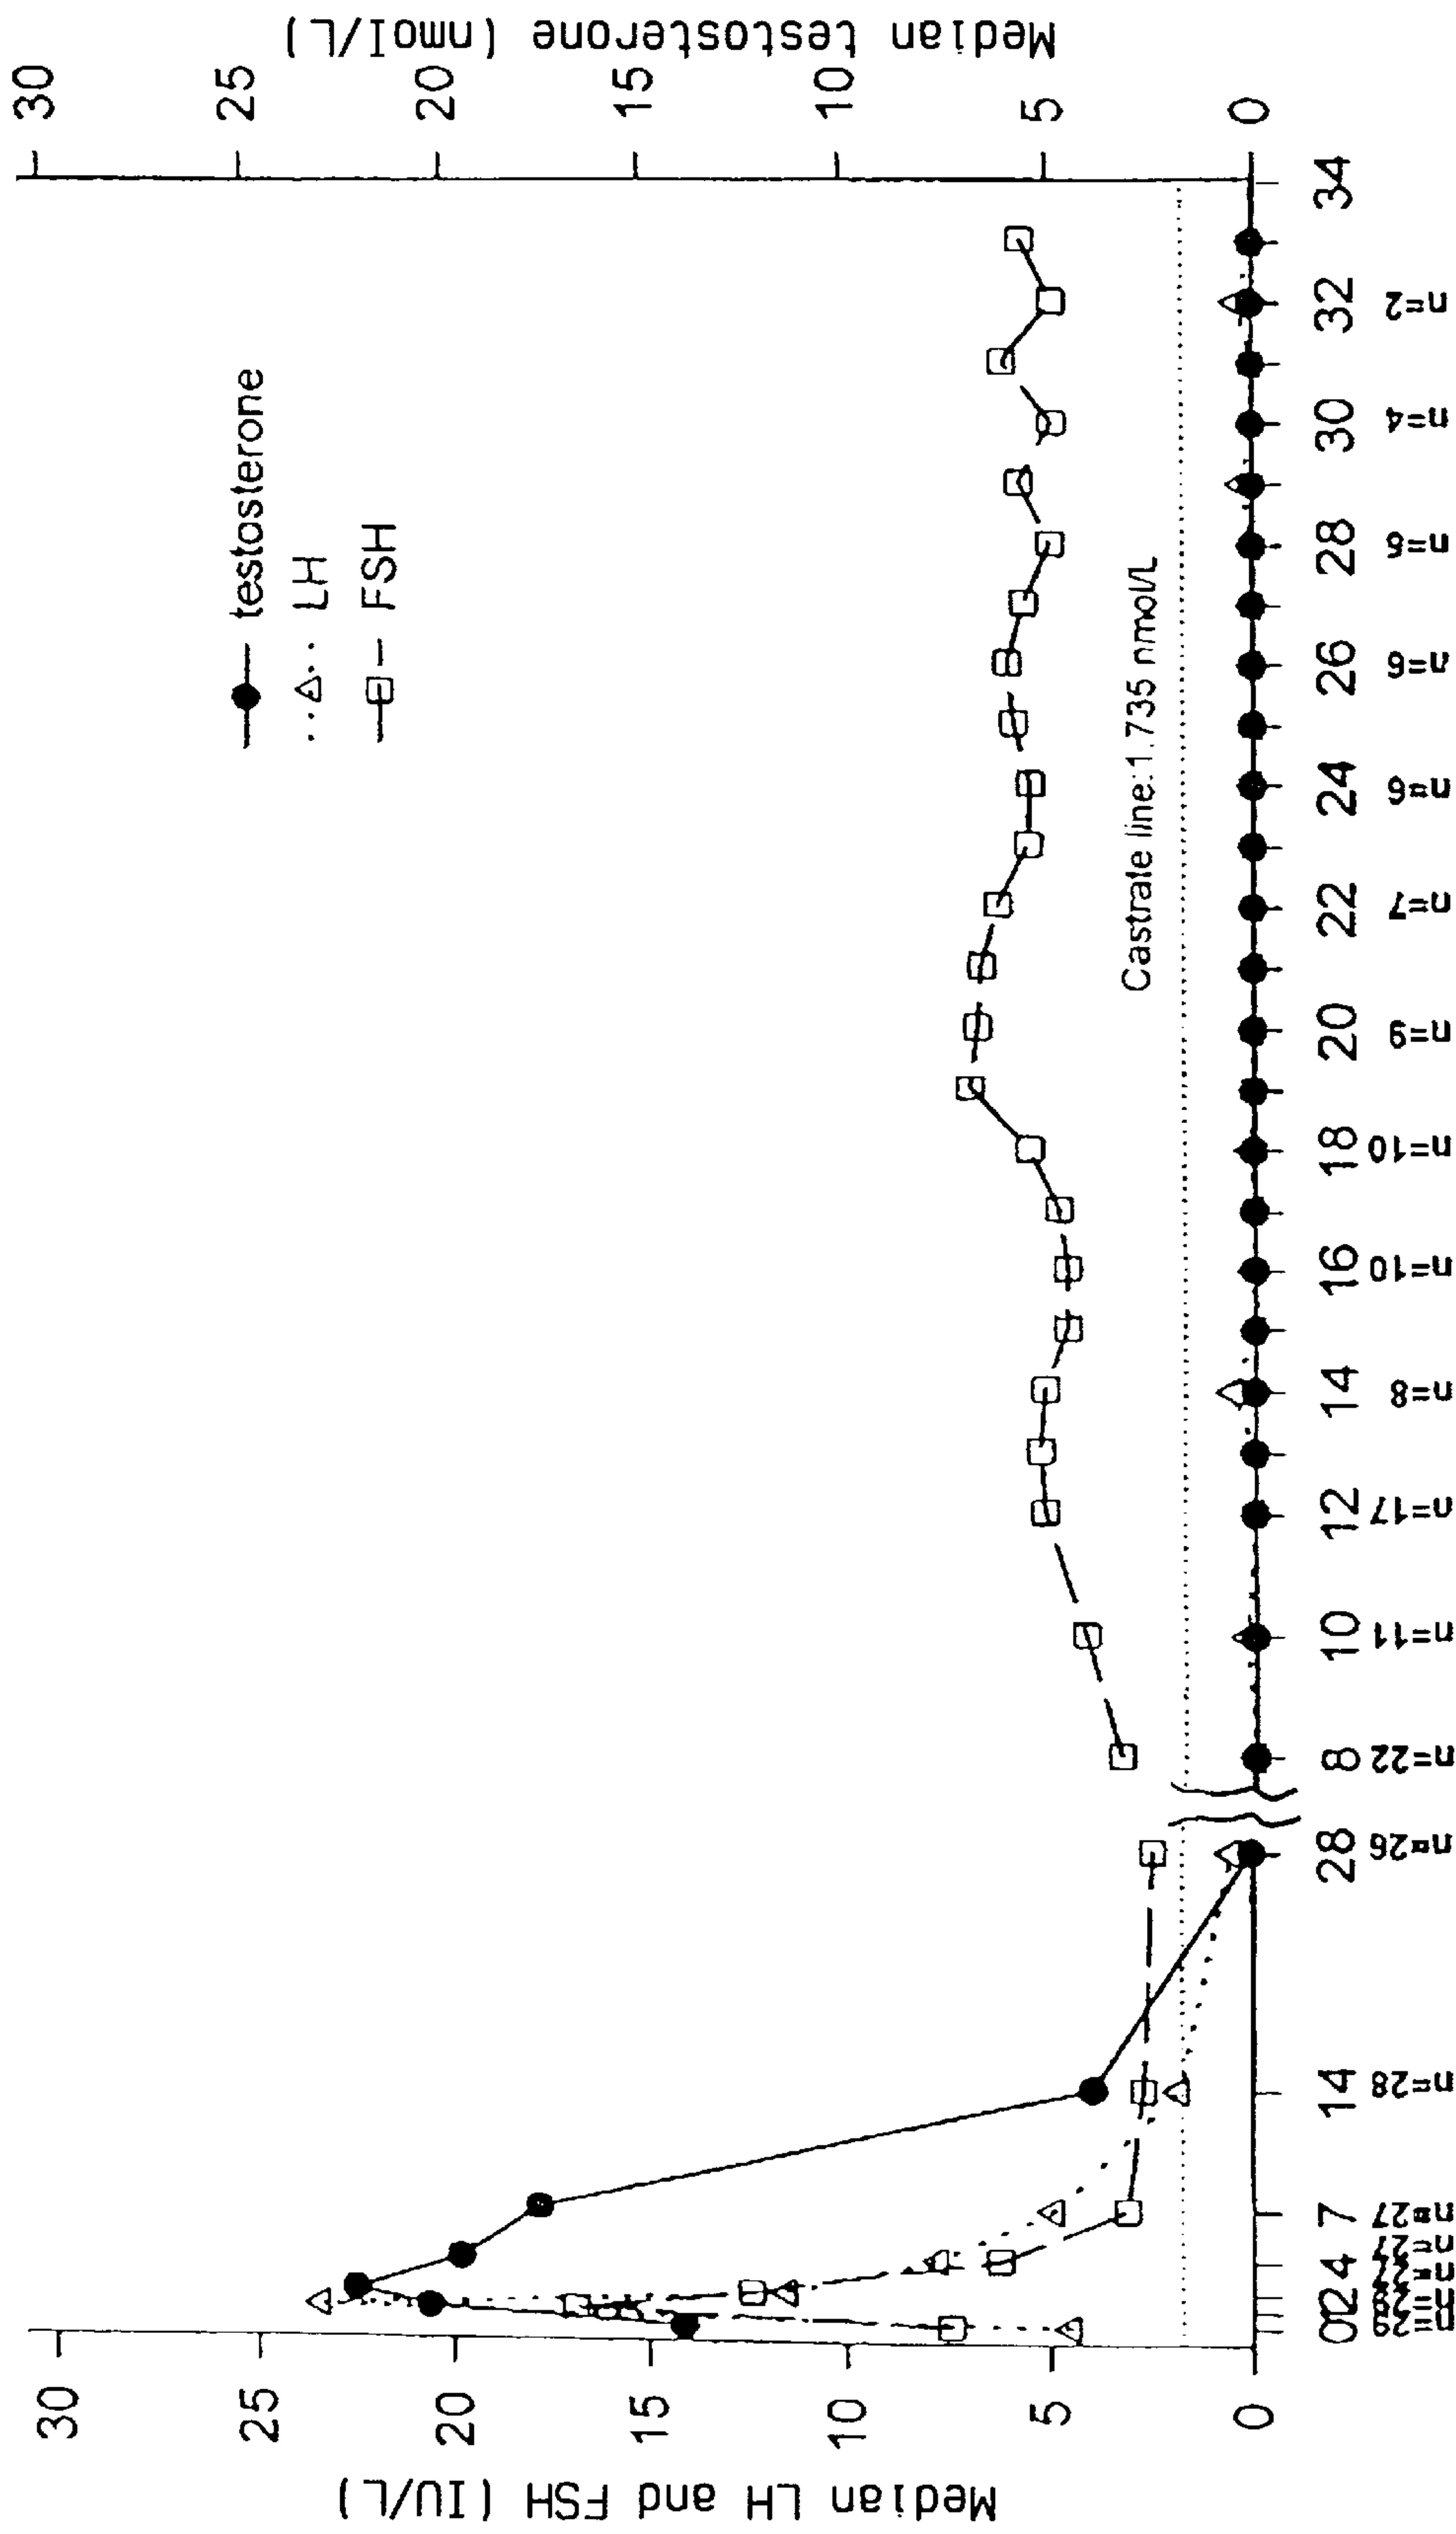 Median LH and FSH (IU/L)
30
25
20
15
10
5
0
testosterone
LH
FSH
Castrate line:1.735 nmol/L
Median testosterone (nmol/L)
30
25
20
15
10
5
0
0 2 4 7 14 28 8 10 12 14 16 18 20 22 24 26 28 30 32 34
n=29 n=27 n=27 n=28 n=26 n=22 n=11 n=17 n=8 n=10 n=10 n=9 n=7 n=6 n=6 n=4 n=2